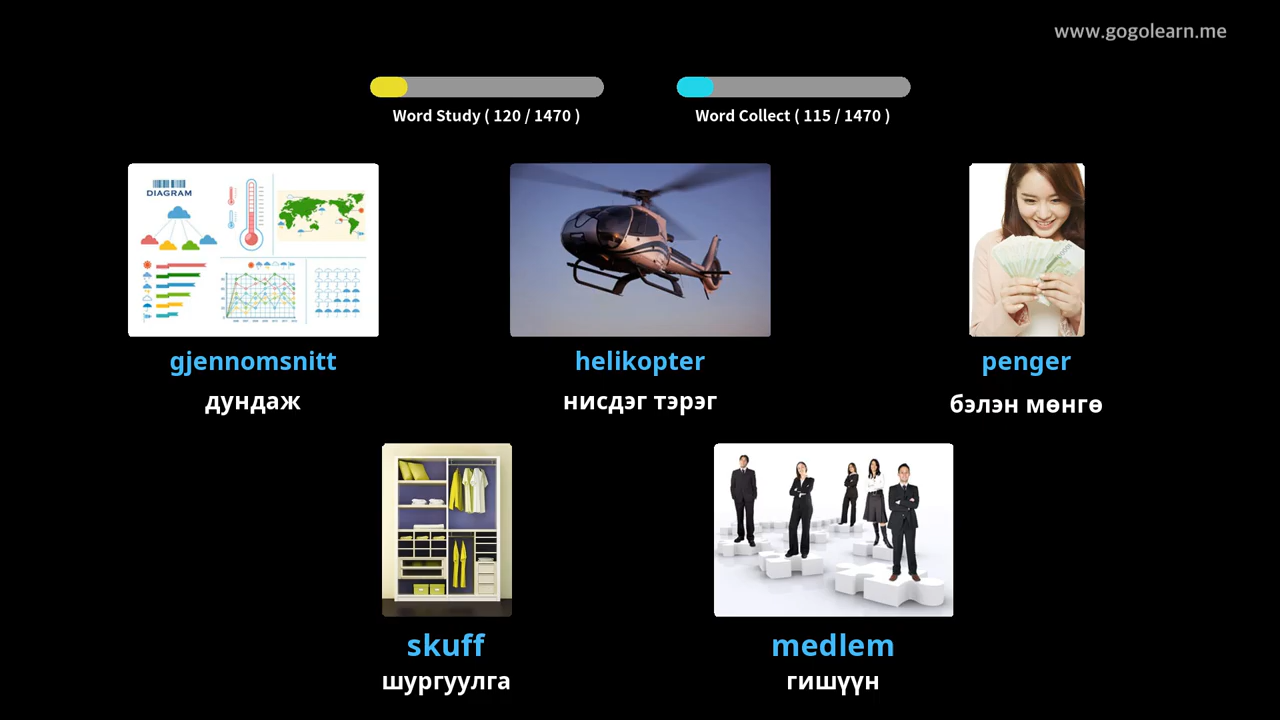 www.gogolearn.me
Word Study ( 120 / 1470 )
Word Collect ( 115 / 1470 )
DIAGRAM
gjennomsnitt
дундаж
helikopter
нисдэг тэрэг
penger
бэлэн мөнгө
skuff
шургуулга
medlem
гишүүн